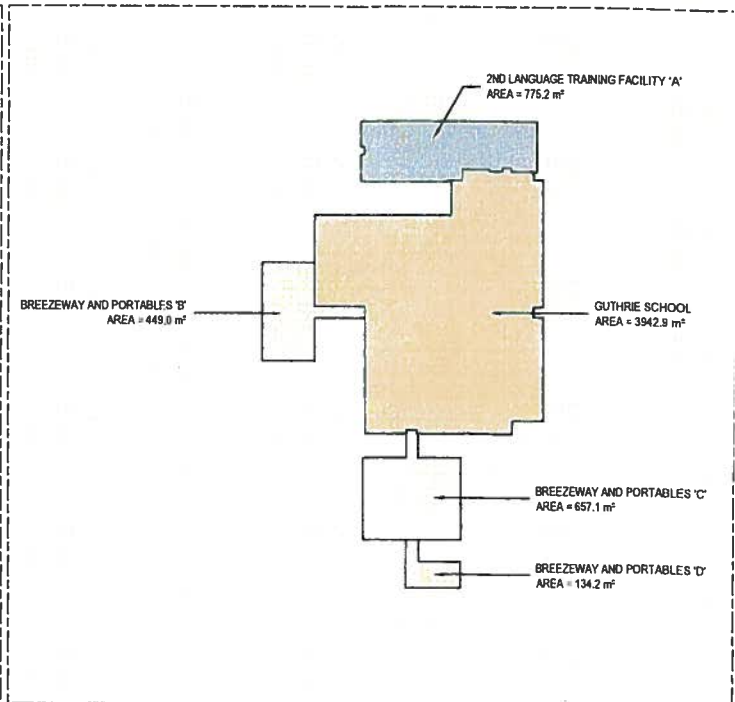 2ND LANGUAGE TRAINING FACILITY 'A'
AREA = 775.2 m²
BREEZEWAY AND PORTABLES 'B'
AREA = 449.0 m²
GUTHRIE SCHOOL
AREA = 3942.9 m²
BREEZEWAY AND PORTABLES 'C'
AREA = 657.1 m²
BREEZEWAY AND PORTABLES 'D'
AREA = 134.2 m²